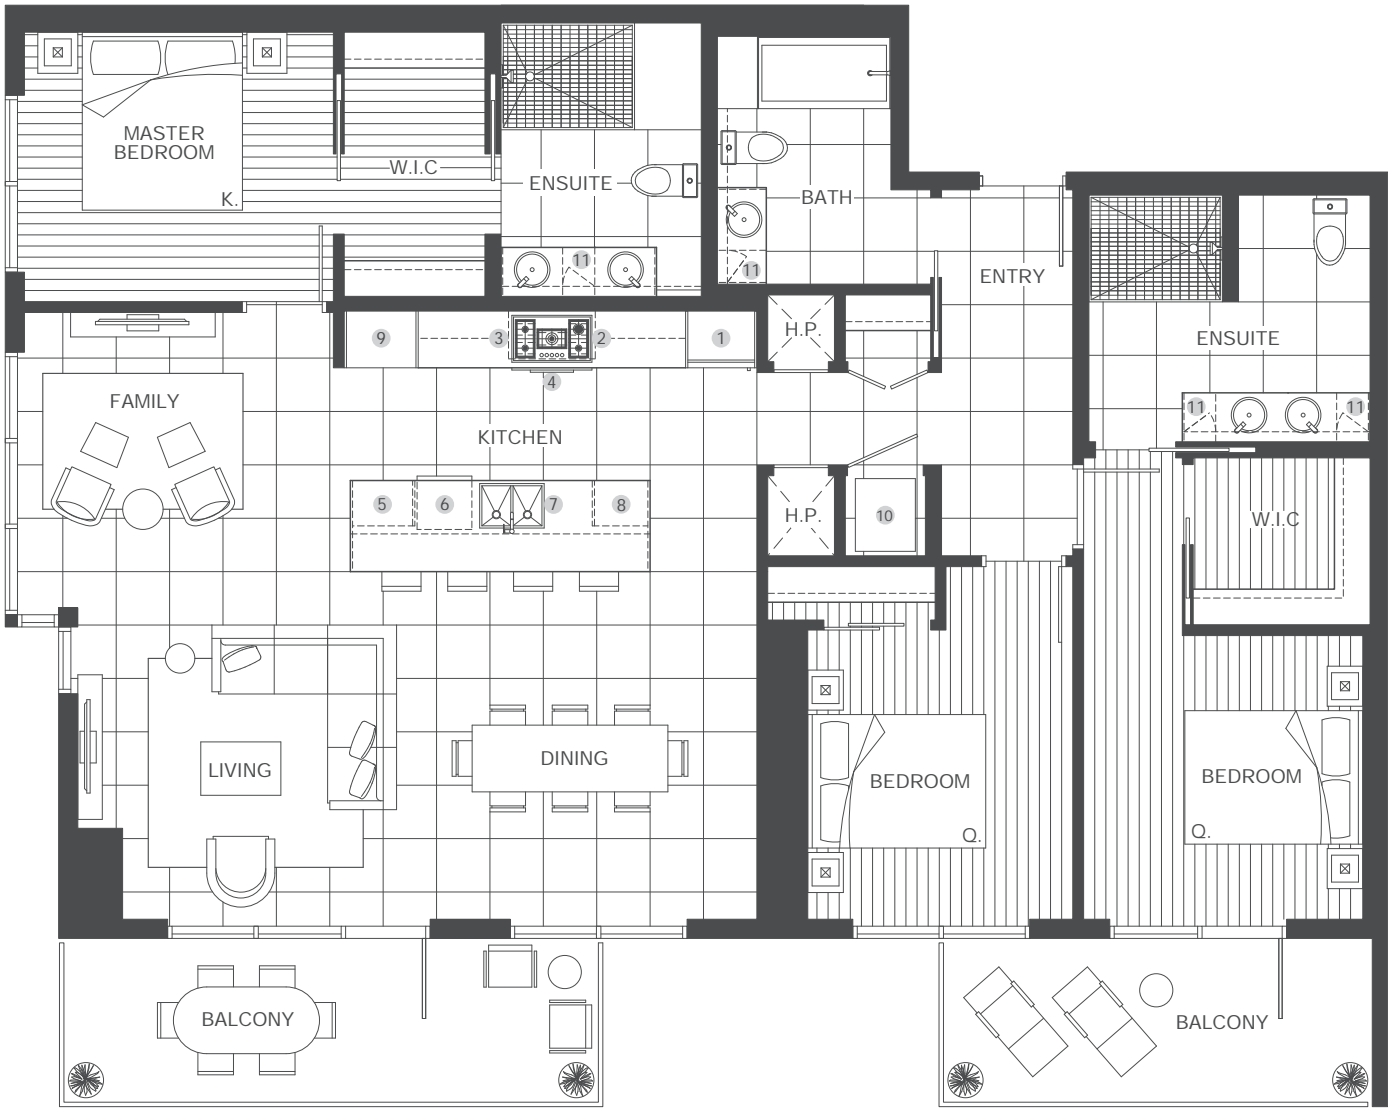 MASTER
BEDROOM
K.
W.I.C
ENSUITE
11
BATH
11
ENTRY
ENSUITE
11
11
H.P.
9
3
2
1
4
FAMILY
KITCHEN
5
6
7
8
H.P.
10
W.I.C
LIVING
DINING
BEDROOM
Q.
BEDROOM
Q.
BALCONY
BALCONY